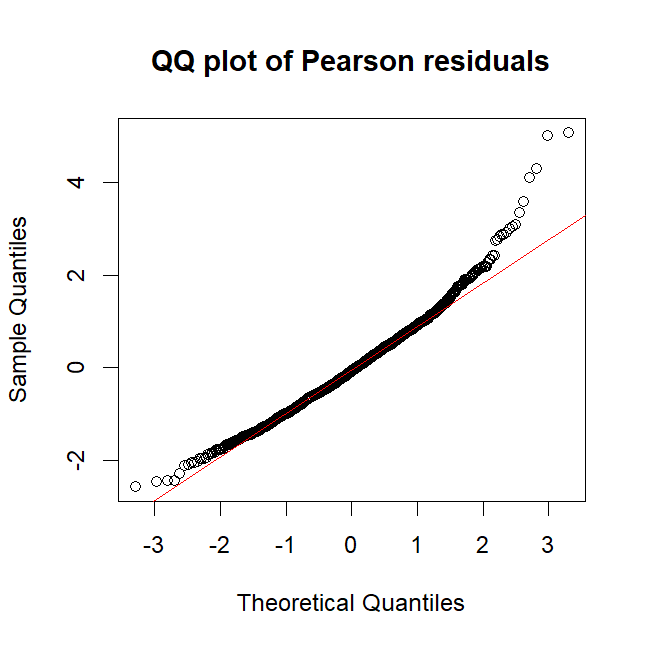 QQ plot of Pearson residuals
Sample Quantiles
4
2
0
-2
-3 -2 -1 0 1 2 3
Theoretical Quantiles